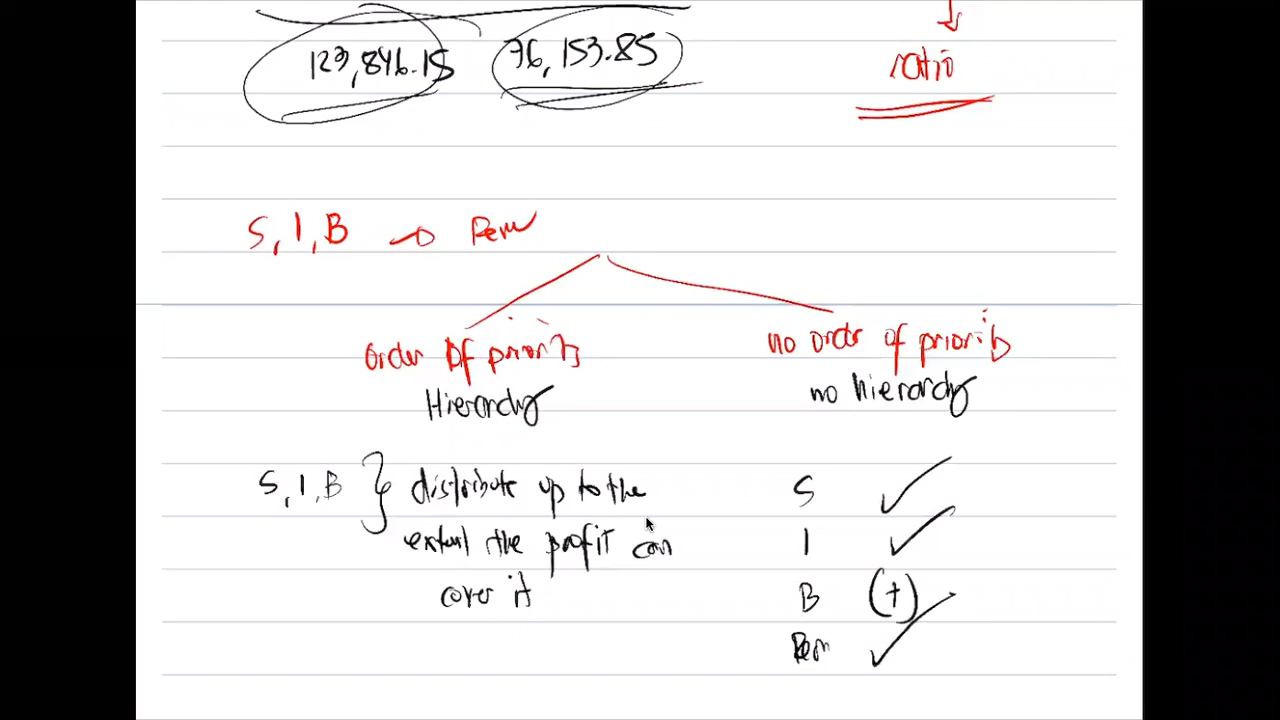 123,846.15 76,153.85
ratio
S, I, B → Rem
order of priority
no order of priority
Hierarchy
no hierarchy
S, I, B } distribute up to the
extent the profit can
cover it
S ✓
I ✓
B (+)
Rem ✓